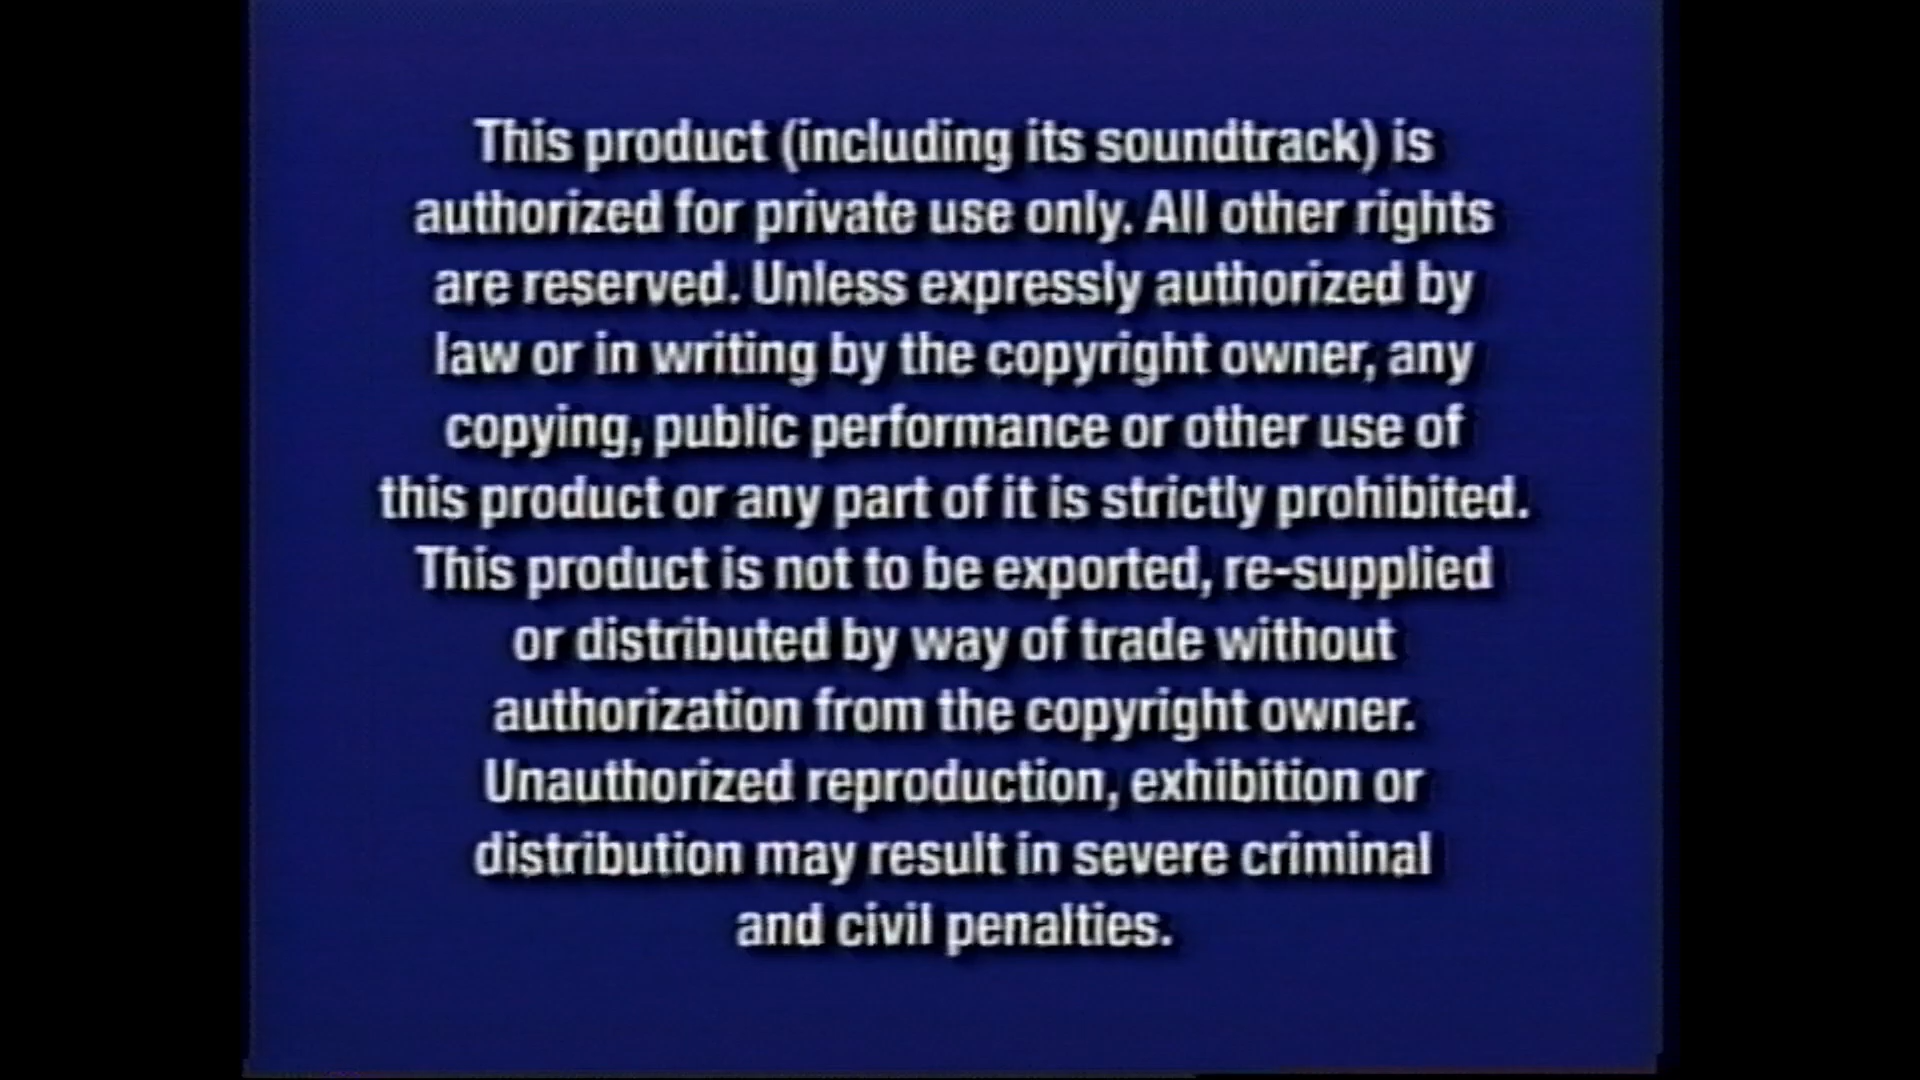 This product (including its soundtrack) is
authorized for private use only. All other rights
are reserved. Unless expressly authorized by
law or in writing by the copyright owner, any
copying, public performance or other use of
this product or any part of it is strictly prohibited.
This product is not to be exported, re-supplied
or distributed by way of trade without
authorization from the copyright owner.
Unauthorized reproduction, exhibition or
distribution may result in severe criminal
and civil penalties.